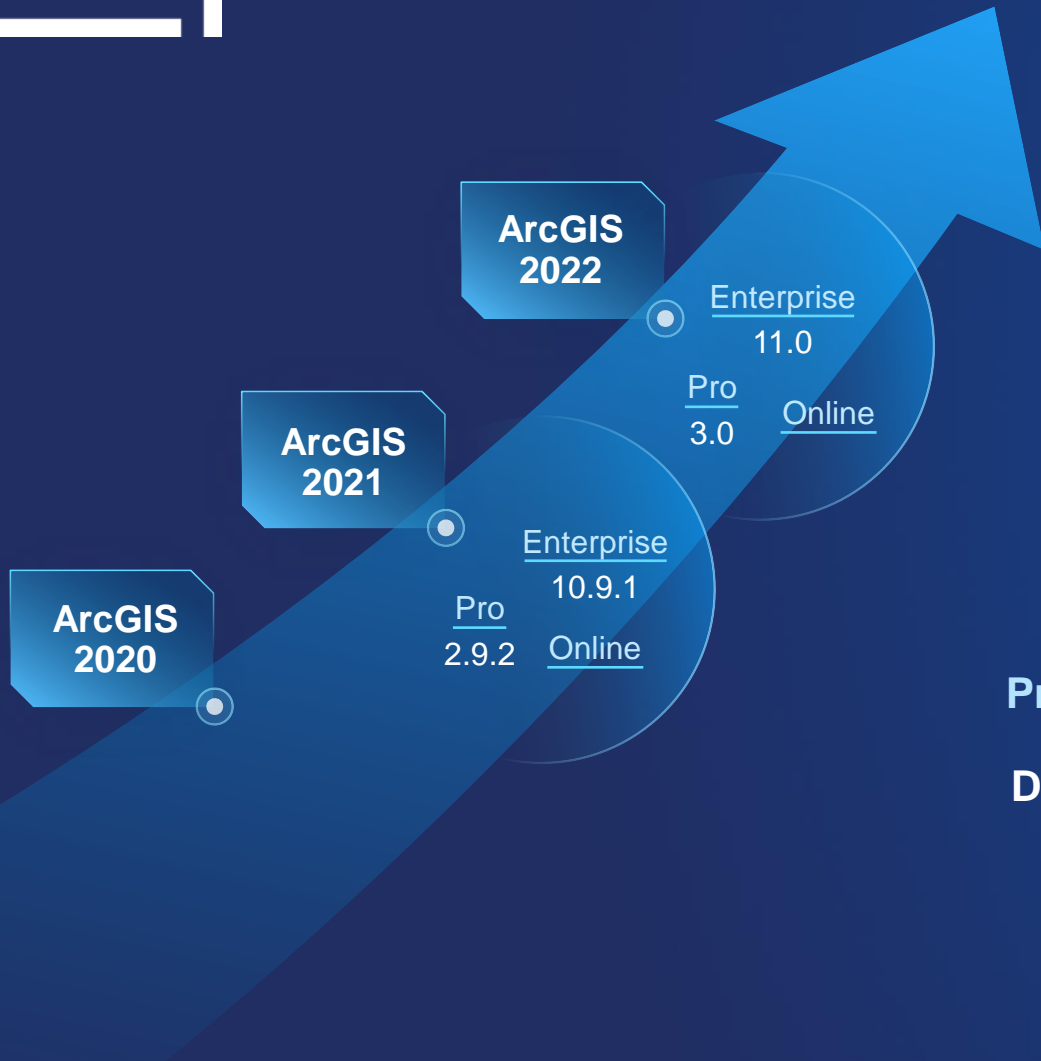 ArcGIS
2022
Enterprise
11.0
Pro
3.0
Online
ArcGIS
2021
Enterprise
10.9.1
Pro
2.9.2
Online
ArcGIS
2020